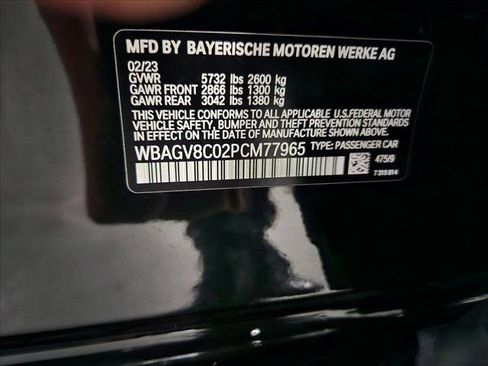 MFD BY BAYERISCHE MOTOREN WERKE AG
02/23
GVWR 5732 lbs 2600 kg
GAWR FRONT 2866 lbs 1300 kg
GAWR REAR 3042 lbs 1380 kg
THIS VEHICLE CONFORMS TO ALL APPLICABLE U.S.FEDERAL MOTOR
VEHICLE SAFETY, BUMPER AND THEFT PREVENTION STANDARDS
IN EFFECT ON THE DATE OF MANUFACTURE SHOWN ABOVE.
WBAGV8C02PCM77965 TYPE: PASSENGER CAR
475/9
7315814